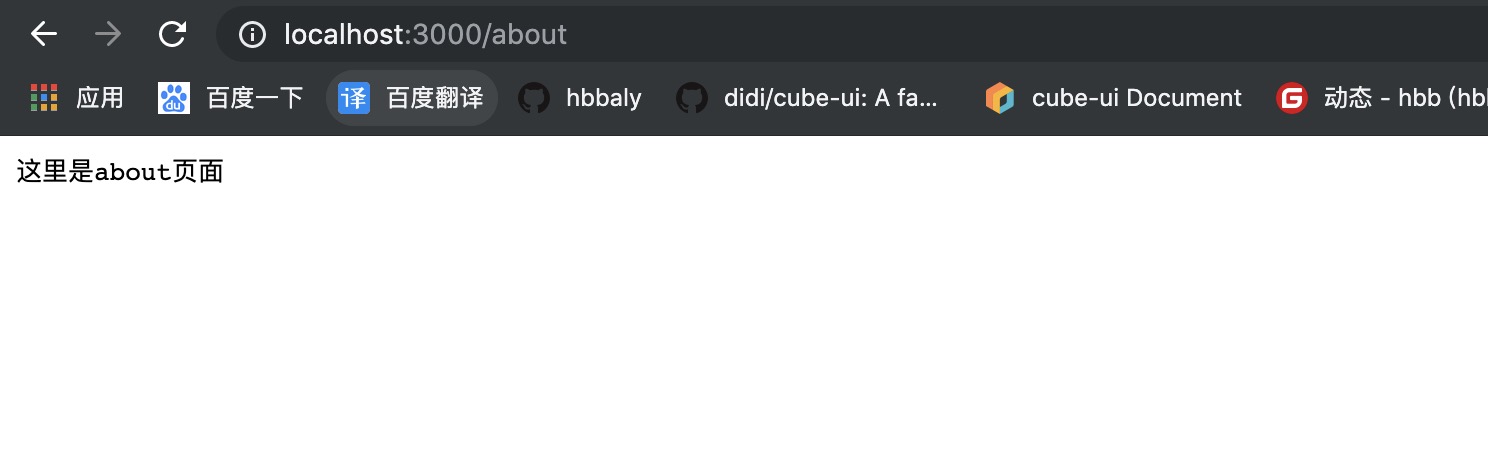 localhost:3000/about
应用 百度一下 译 百度翻译 hbbaly didi/cube-ui: A fa... cube-ui Document 动态 - hbb (hbl
这里是about页面